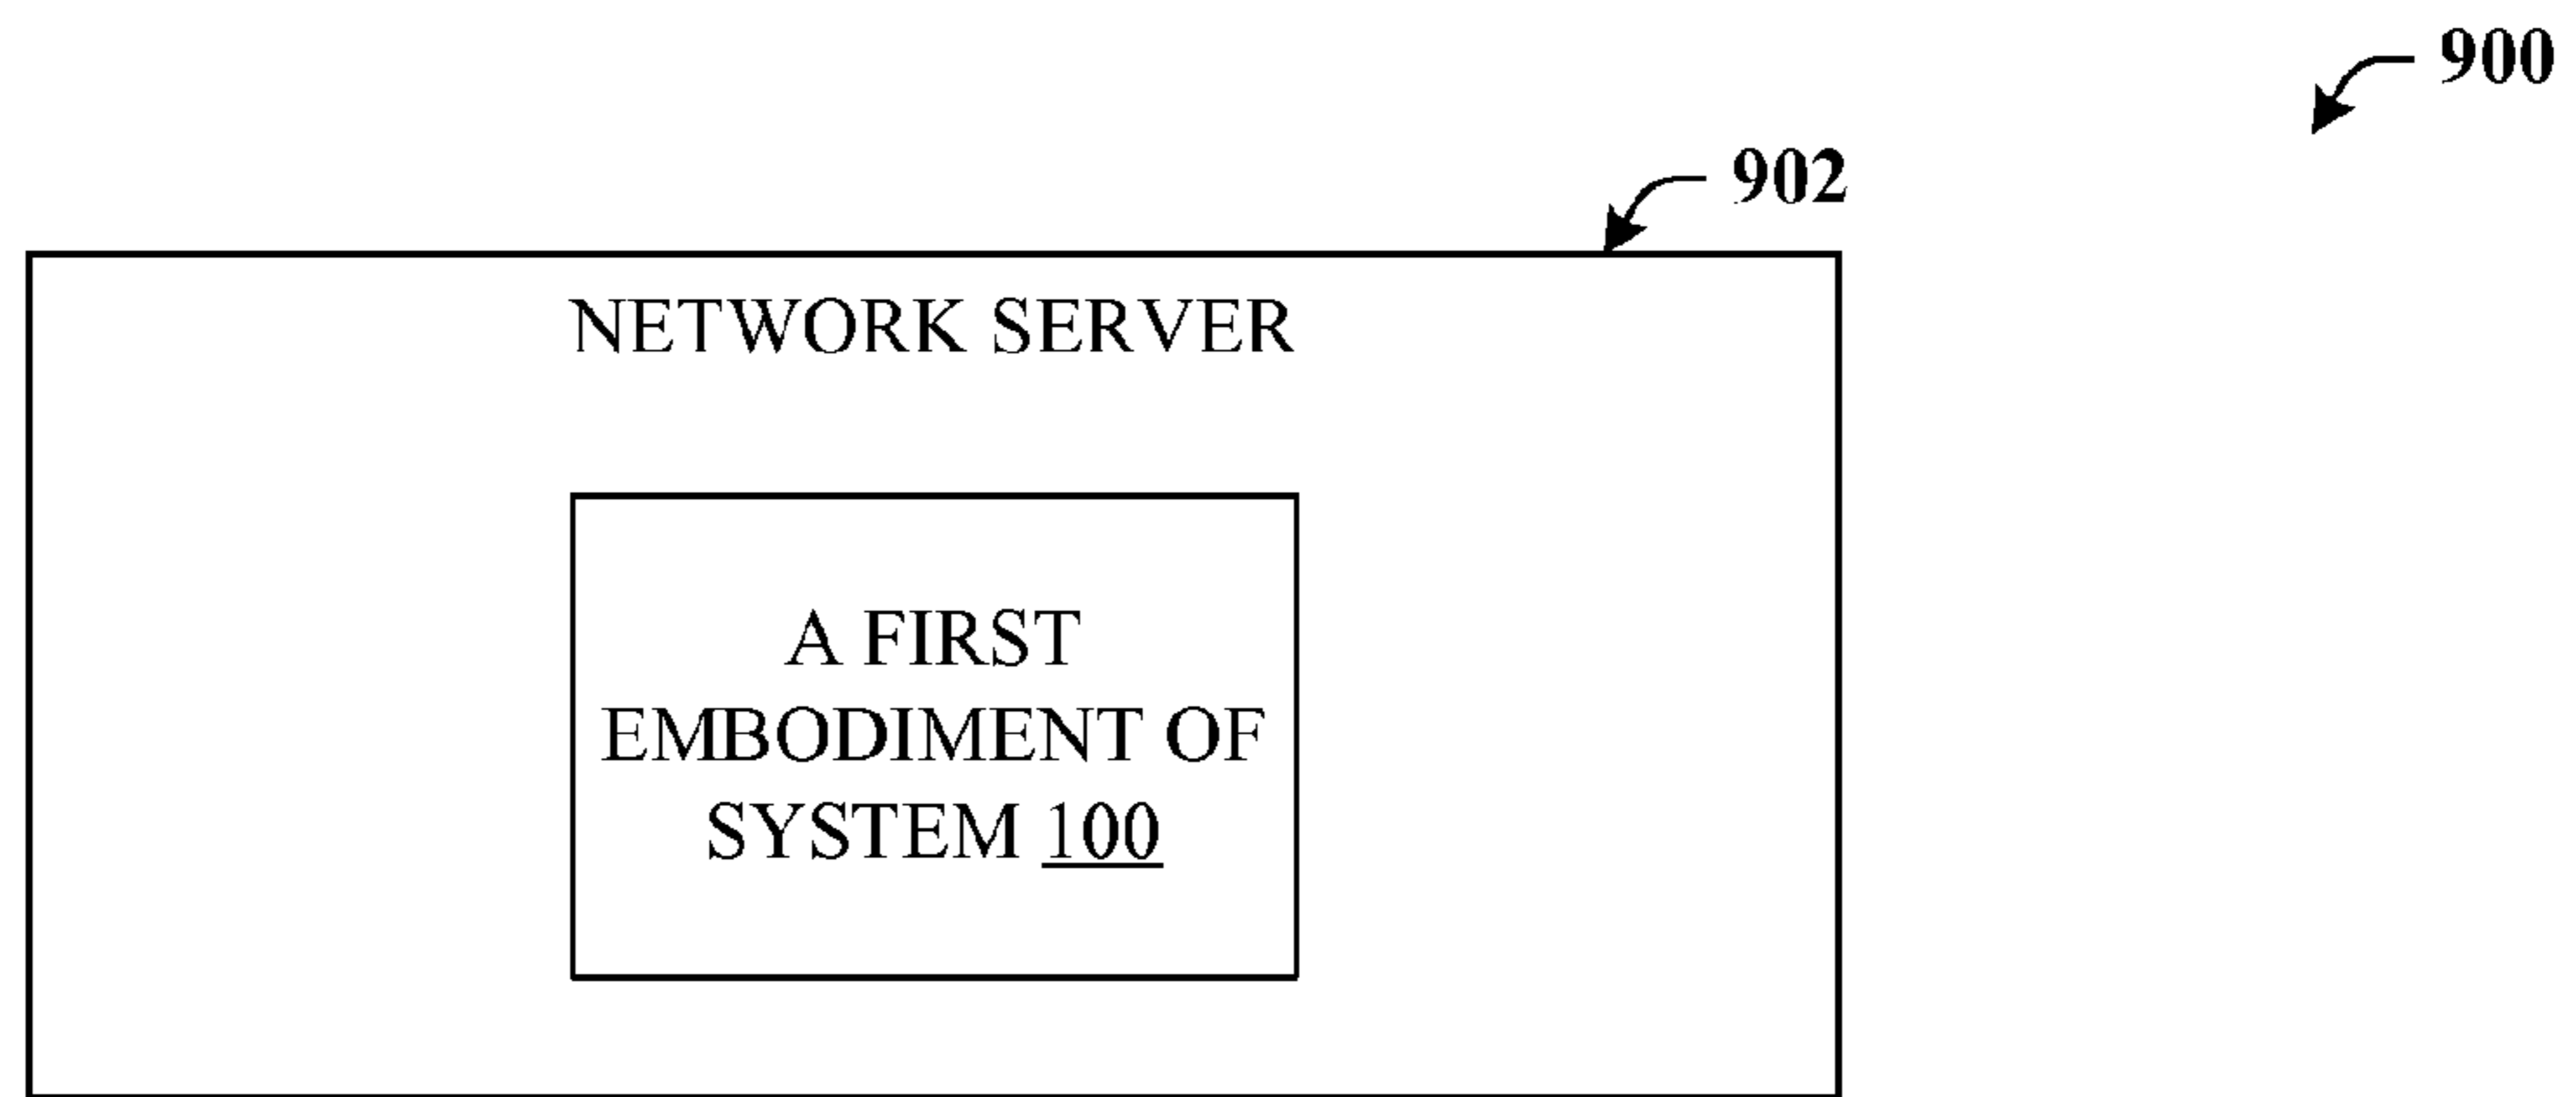 900
902
NETWORK SERVER
A FIRST
EMBODIMENT OF
SYSTEM 100